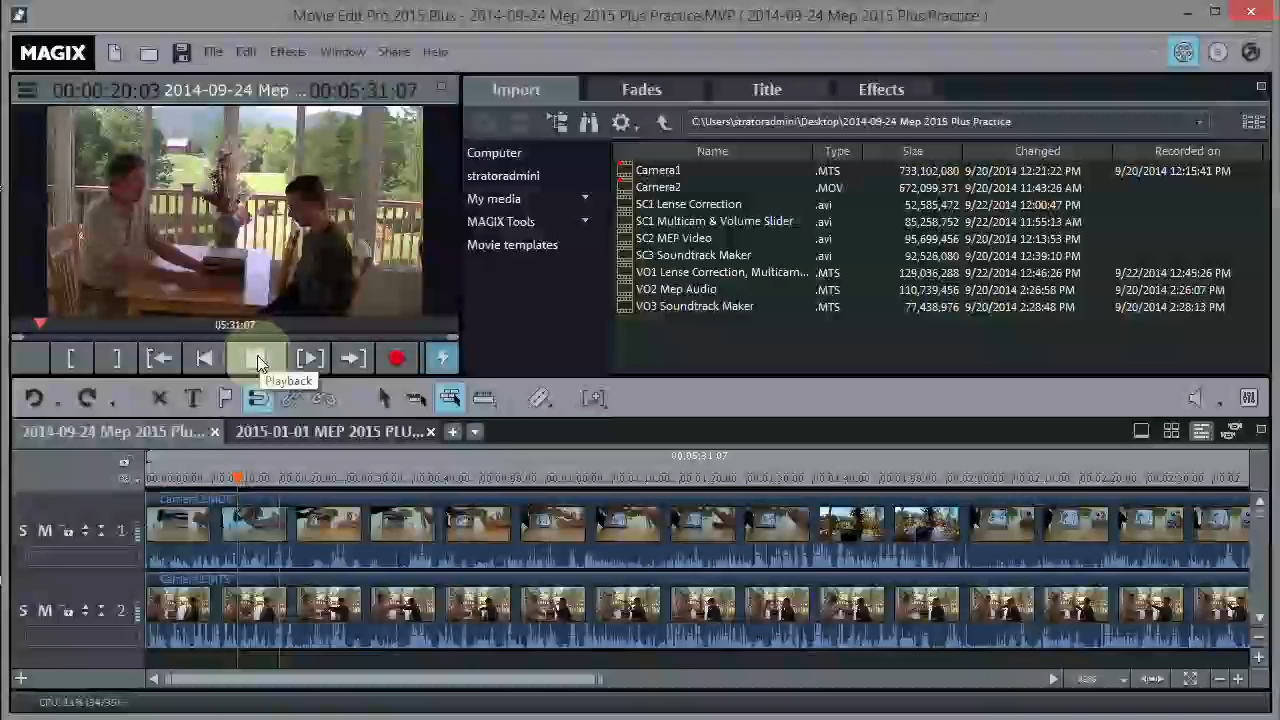 Movie Edit Pro 2015 Plus - 2014-09-24 Mep 2015 Plus Practice.MVP ( 2014-09-24 Mep 2015 Plus Practice )
MAGIX File Edit Effects Window Share Help
00:00:20:03 2014-09-24 Mep ... 00:05:31:07
Import Fades Title Effects
C:\Users\stratoradmini\Desktop\2014-09-24 Mep 2015 Plus Practice
Computer
stratoradmini
My media
MAGIX Tools
Movie templates
Name Type Size Changed Recorded on
Camera1 .MTS 733,102,080 9/20/2014 12:21:22 PM 9/20/2014 12:15:41 PM
Camera2 .MOV 672,099,371 9/20/2014 11:43:26 AM
SC1 Lense Correction .avi 52,585,472 9/22/2014 12:00:47 PM
SC1 Multicam & Volume Slider .avi 85,258,752 9/20/2014 11:55:13 AM
SC2 MEP Video .avi 95,699,456 9/20/2014 12:13:53 PM
SC3 Soundtrack Maker .avi 92,526,080 9/20/2014 12:39:10 PM
VO1 Lense Correction, Multicam... .MTS 129,036,288 9/22/2014 12:46:26 PM 9/22/2014 12:45:26 PM
VO2 Mep Audio .MTS 110,739,456 9/20/2014 2:26:58 PM 9/20/2014 2:26:07 PM
VO3 Soundtrack Maker .MTS 77,438,976 9/20/2014 2:28:48 PM 9/20/2014 2:28:13 PM
05:31:07
Playback
2014-09-24 Mep 2015 Plu... 2015-01-01 MEP 2015 PLU...
00:05:31:07
S M 1
S M 2